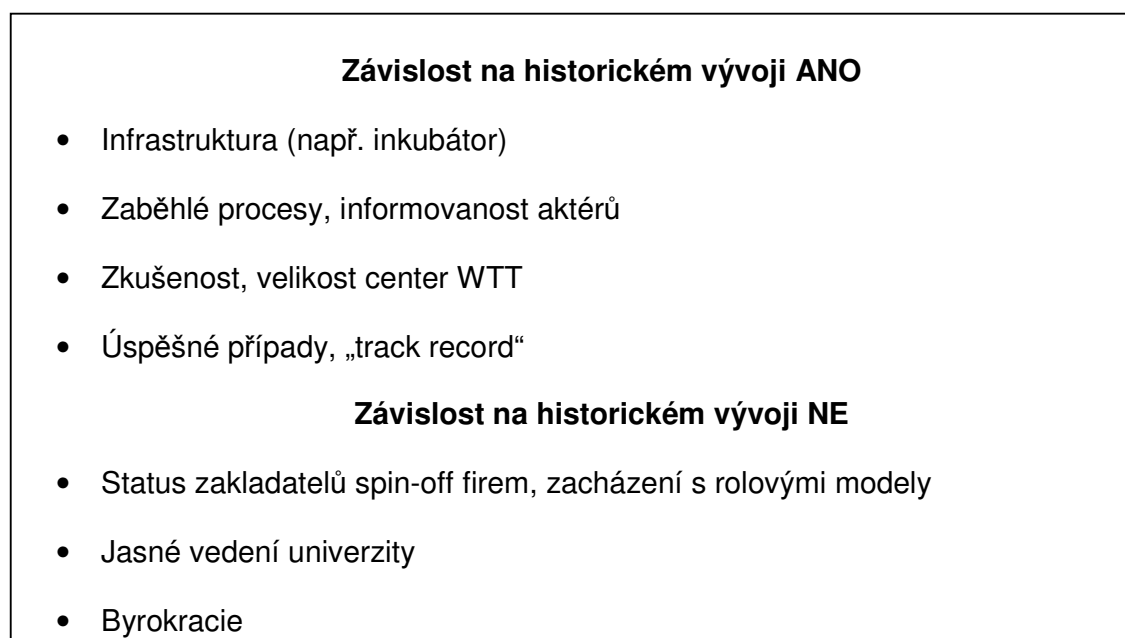 Závislost na historickém vývoji ANO
• Infrastruktura (např. inkubátor)
• Zaběhlé procesy, informovanost aktérů
• Zkušenost, velikost center WTT
• Úspěšné případy, „track record“
Závislost na historickém vývoji NE
• Status zakladatelů spin-off firem, zacházení s rolovými modely
• Jasné vedení univerzity
• Byrokracie